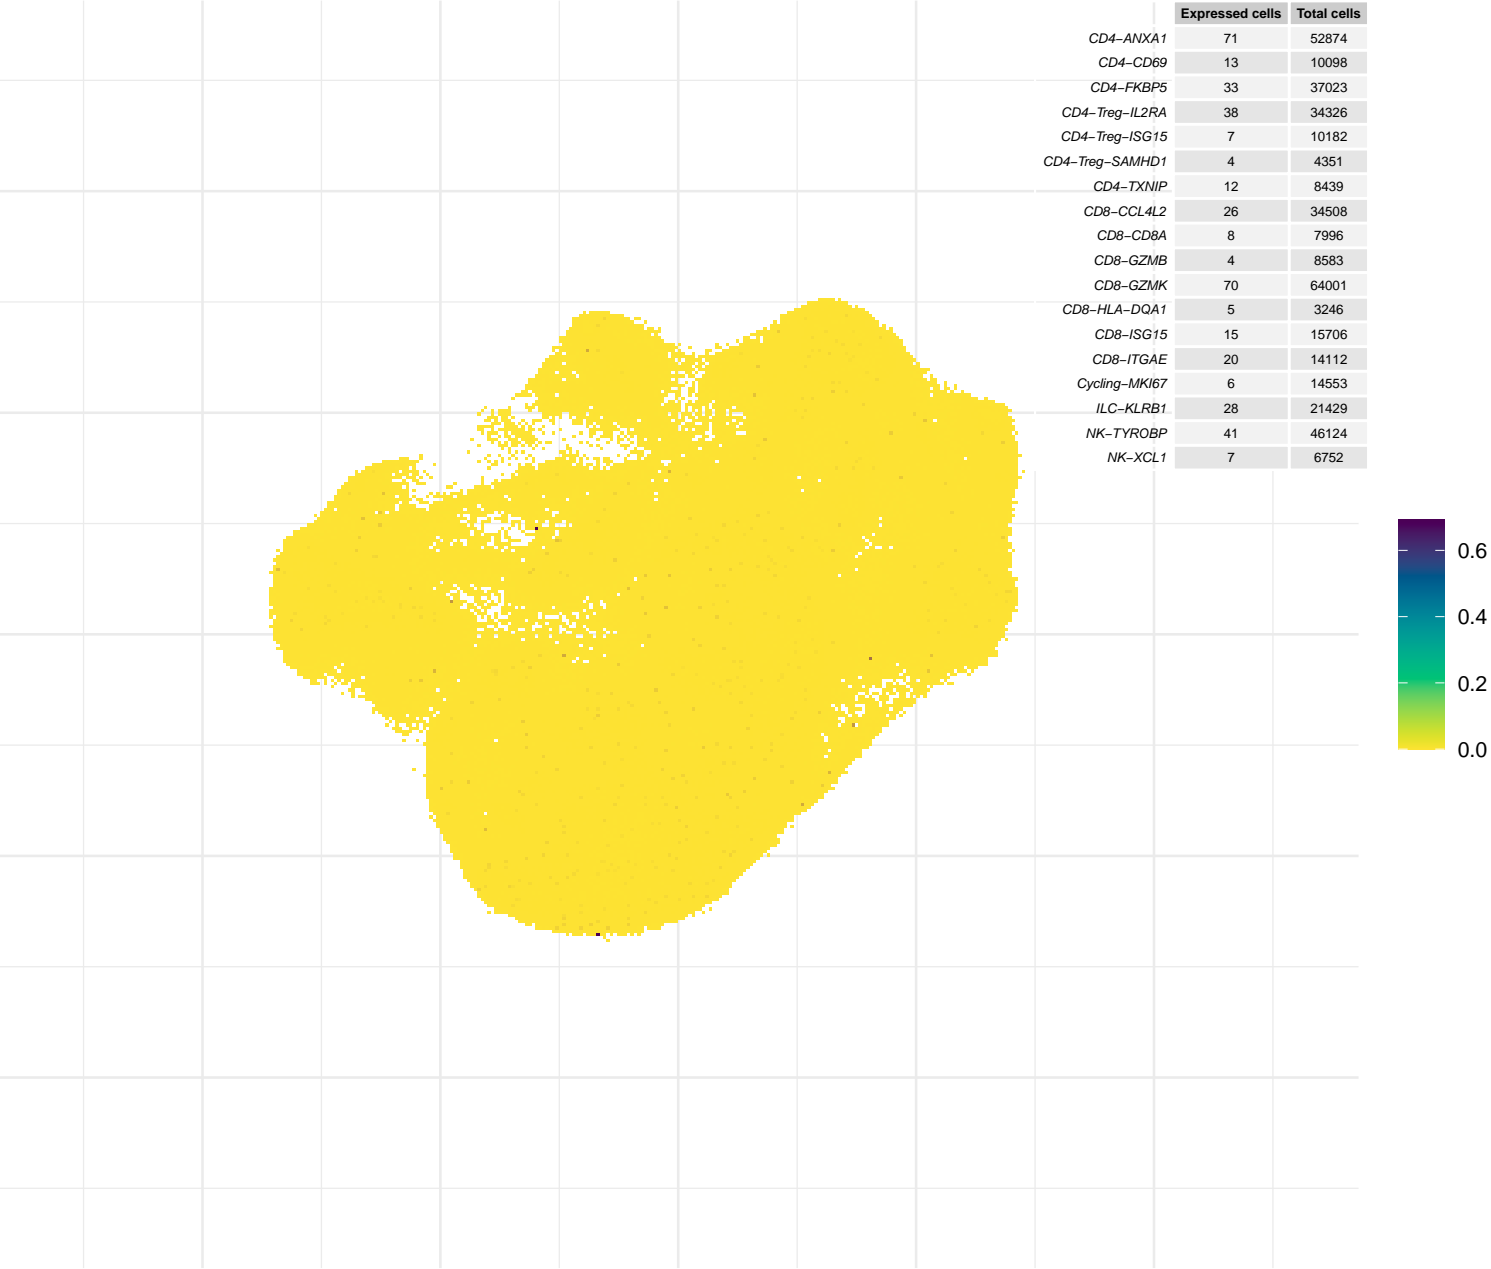 Expressed cells Total cells
CD4−ANXA1 71 52874
CD4−CD69 13 10098
CD4−FKBP5 33 37023
CD4−Treg−IL2RA 38 34326
CD4−Treg−ISG15 7 10182
CD4−Treg−SAMHD1 4 4351
CD4−TXNIP 12 8439
CD8−CCL4L2 26 34508
CD8−CD8A 8 7996
CD8−GZMB 4 8583
CD8−GZMK 70 64001
CD8−HLA−DQA1 5 3246
CD8−ISG15 15 15706
CD8−ITGAE 20 14112
Cycling−MKI67 6 14553
ILC−KLRB1 28 21429
NK−TYROBP 41 46124
NK−XCL1 7 6752
0.6
0.4
0.2
0.0